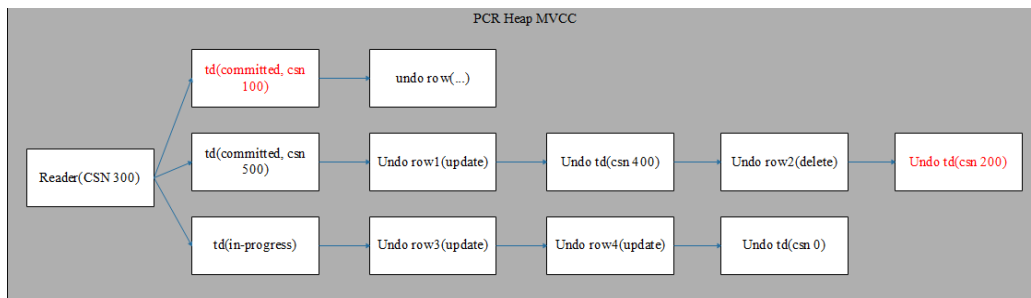 PCR Heap MVCC
td(committed, csn
100)
undo row(...)
Reader(CSN 300)
td(committed, csn
500)
Undo row1(update)
Undo td(csn 400)
Undo row2(delete)
Undo td(csn 200)
td(in-progress)
Undo row3(update)
Undo row4(update)
Undo td(csn 0)